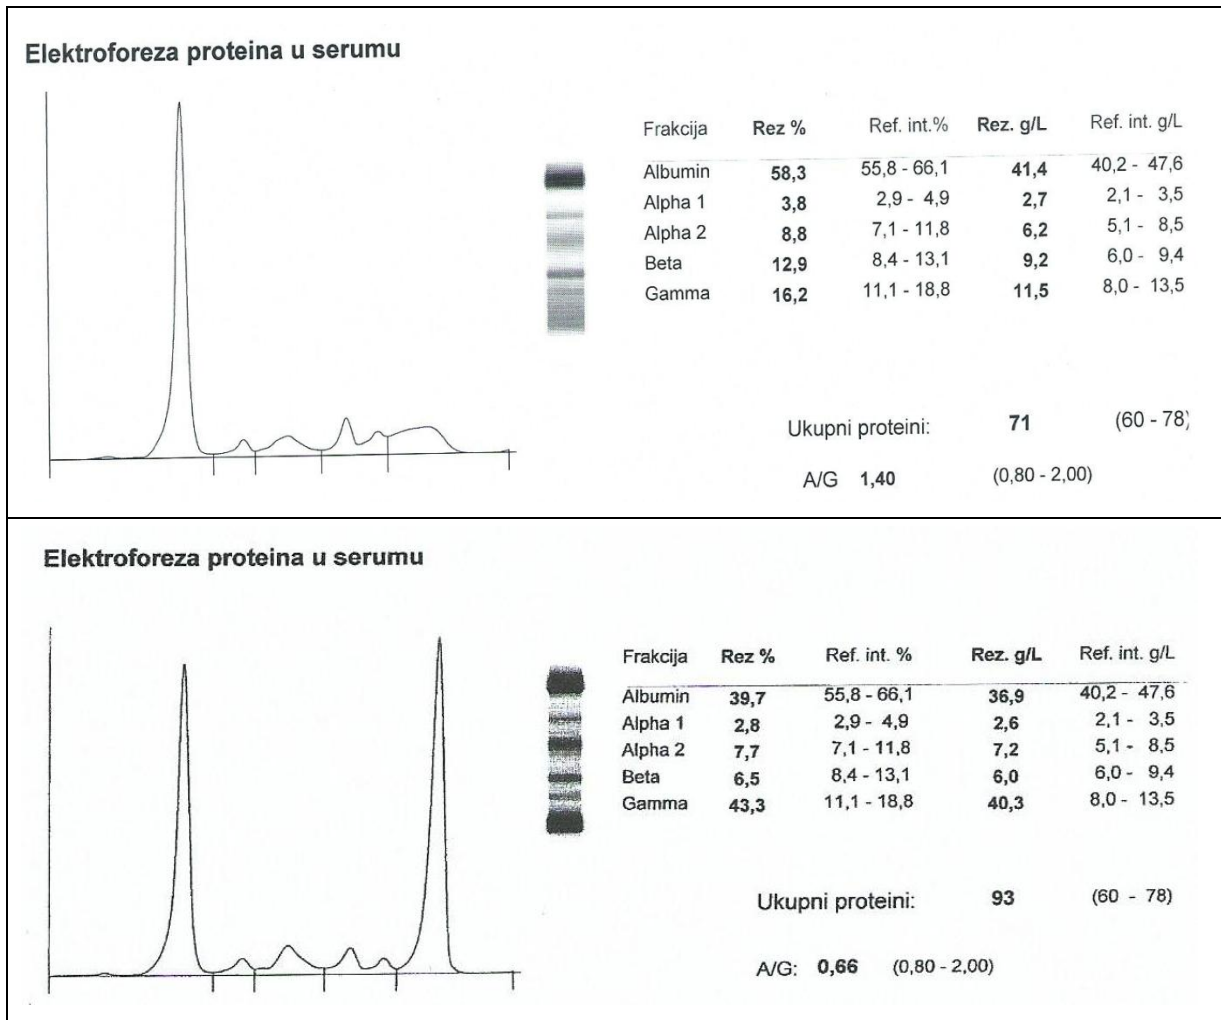 Elektroforeza proteina u serumu
Frakcija Rez % Ref. int.% Rez. g/L Ref. int. g/L
Albumin 58,3 55,8 - 66,1 41,4 40,2 - 47,6
Alpha 1 3,8 2,9 - 4,9 2,7 2,1 - 3,5
Alpha 2 8,8 7,1 - 11,8 6,2 5,1 - 8,5
Beta 12,9 8,4 - 13,1 9,2 6,0 - 9,4
Gamma 16,2 11,1 - 18,8 11,5 8,0 - 13,5
Ukupni proteini: 71 (60 - 78)
A/G 1,40 (0,80 - 2,00)
Elektroforeza proteina u serumu
Frakcija Rez % Ref. int. % Rez. g/L Ref. int. g/L
Albumin 39,7 55,8 - 66,1 36,9 40,2 - 47,6
Alpha 1 2,8 2,9 - 4,9 2,6 2,1 - 3,5
Alpha 2 7,7 7,1 - 11,8 7,2 5,1 - 8,5
Beta 6,5 8,4 - 13,1 6,0 6,0 - 9,4
Gamma 43,3 11,1 - 18,8 40,3 8,0 - 13,5
Ukupni proteini: 93 (60 - 78)
A/G: 0,66 (0,80 - 2,00)